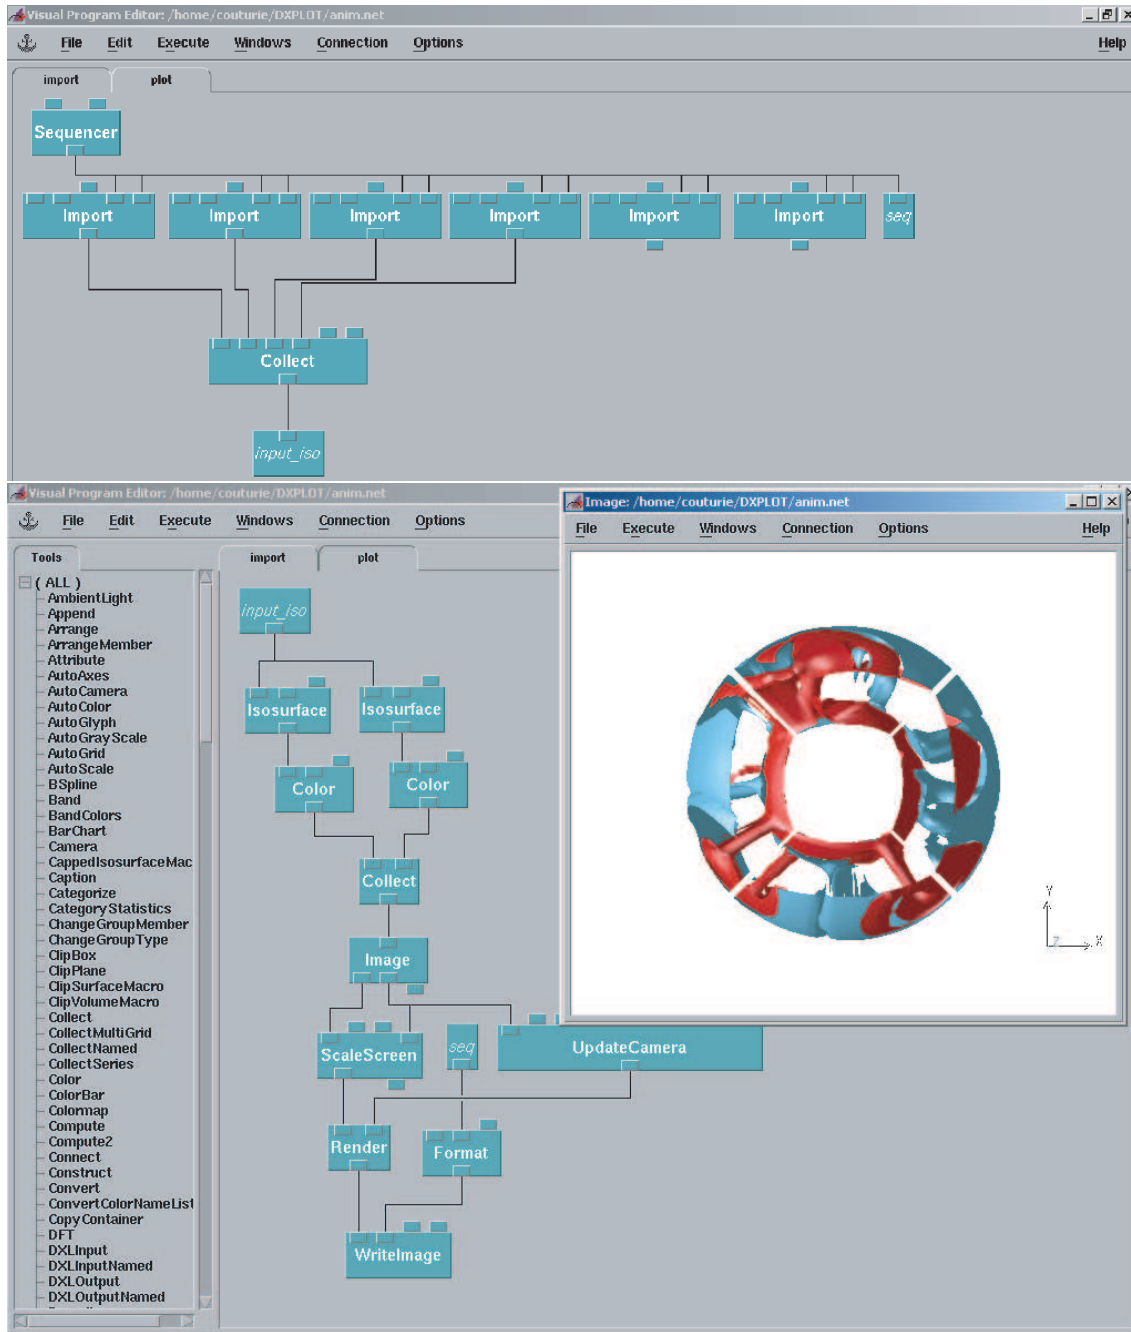 Visual Program Editor: /home/couturie/DXPLOT/anim.net
File Edit Execute Windows Connection Options Help
import plot
Sequencer
Import Import Import Import Import Import seq
Collect
input_iso
Visual Program Editor: /home/couturie/DXPLOT/anim.net
File Edit Execute Windows Connection Options
Tools
(ALL)
AmbientLight
Append
Arrange
ArrangeMember
Attribute
AutoAxes
AutoCamera
AutoColor
AutoGlyph
AutoGrayScale
AutoGrid
AutoScale
BSpline
Band
BandColors
BarChart
Camera
CappedIsosurfaceMac
Caption
Categorize
CategoryStatistics
ChangeGroupMember
ChangeGroupType
ClipBox
ClipPlane
ClipSurfaceMacro
ClipVolumeMacro
Collect
CollectMultiGrid
CollectNamed
CollectSeries
Color
ColorBar
Colormap
Compute
Compute2
Connect
Construct
Convert
ConvertColorNameList
CopyContainer
DFT
DXLInput
DXLInputNamed
DXLOutput
DXLOutputNamed
import plot
input_iso
Isosurface Isosurface
Color Color
Collect
Image
ScaleScreen seq UpdateCamera
Render Format
WriteImage
Image: /home/couturie/DXPLOT/anim.net
File Execute Windows Connection Options Help
Y
Z X